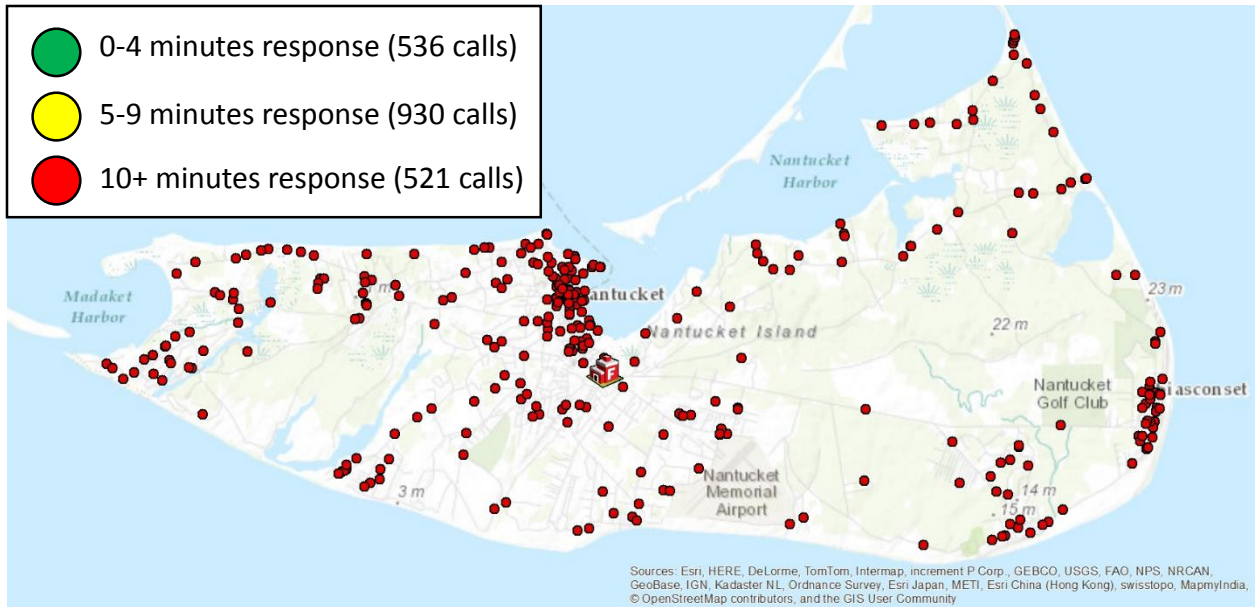 0-4 minutes response (536 calls)
5-9 minutes response (930 calls)
10+ minutes response (521 calls)
Nantucket
Harbor
Madaket
Harbor
antucket
Nantucket Island
23 m
22 m
Nantucket
Golf Club
iasconset
Nantucket
Memorial
Airport
3 m
14 m
15 m
F
Sources: Esri, HERE, DeLorme, TomTom, Intermap, increment P Corp., GEBCO, USGS, FAO, NPS, NRCAN,
GeoBase, IGN, Kadaster NL, Ordnance Survey, Esri Japan, METI, Esri China (Hong Kong), swisstopo, MapmyIndia,
© OpenStreetMap contributors, and the GIS User Community